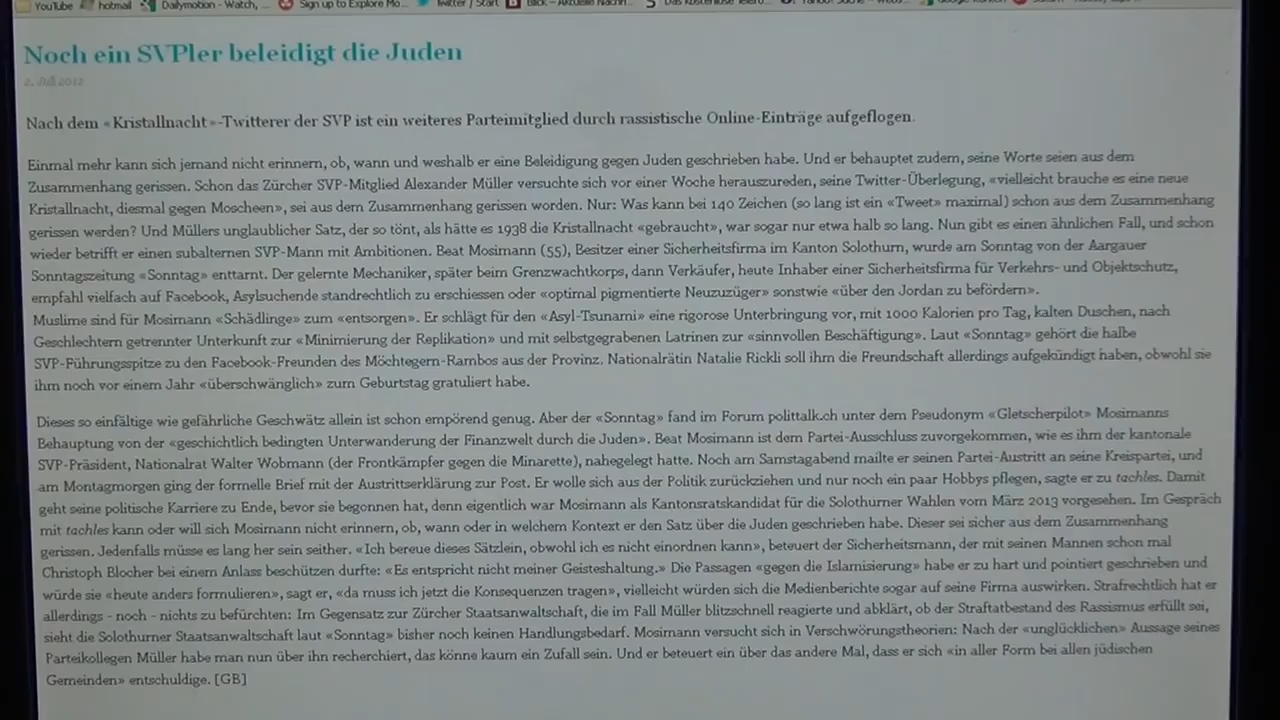 YouTube hotmail Dailymotion - Watch, ... Sign up to Explore Mo... Twitter / Start
Noch ein SVPler beleidigt die Juden
2. Juli 2012
Nach dem «Kristallnacht»-Twitterer der SVP ist ein weiteres Parteimitglied durch rassistische Online-Einträge aufgeflogen.
Einmal mehr kann sich jemand nicht erinnern, ob, wann und weshalb er eine Beleidigung gegen Juden geschrieben habe. Und er behauptet zudem, seine Worte seien aus dem
Zusammenhang gerissen. Schon das Zürcher SVP-Mitglied Alexander Müller versuchte sich vor einer Woche herauszureden, seine Twitter-Überlegung, «vielleicht brauche es eine neue
Kristallnacht, diesmal gegen Moscheen», sei aus dem Zusammenhang gerissen worden. Nur: Was kann bei 140 Zeichen (so lang ist ein «Tweet» maximal) schon aus dem Zusammenhang
gerissen werden? Und Müllers unglaublicher Satz, der so tönt, als hätte es 1938 die Kristallnacht «gebraucht», war sogar nur etwa halb so lang. Nun gibt es einen ähnlichen Fall, und schon
wieder betrifft er einen subalternen SVP-Mann mit Ambitionen. Beat Mosimann (55), Besitzer einer Sicherheitsfirma im Kanton Solothurn, wurde am Sonntag von der Aargauer
Sonntagszeitung «Sonntag» enttarnt. Der gelernte Mechaniker, später beim Grenzwachtkorps, dann Verkäufer, heute Inhaber einer Sicherheitsfirma für Verkehrs- und Objektschutz,
empfahl vielfach auf Facebook, Asylsuchende standrechtlich zu erschiessen oder «optimal pigmentierte Neuzuzüger» sonstwie «über den Jordan zu befördern».
Muslime sind für Mosimann «Schädlinge» zum «entsorgen». Er schlägt für den «Asyl-Tsunami» eine rigorose Unterbringung vor, mit 1000 Kalorien pro Tag, kalten Duschen, nach
Geschlechtern getrennter Unterkunft zur «Minimierung der Replikation» und mit selbstgegrabenen Latrinen zur «sinnvollen Beschäftigung». Laut «Sonntag» gehört die halbe
SVP-Führungsspitze zu den Facebook-Freunden des Möchtegern-Rambos aus der Provinz. Nationalrätin Natalie Rickli soll ihm die Freundschaft allerdings aufgekündigt haben, obwohl sie
ihm noch vor einem Jahr «überschwänglich» zum Geburtstag gratuliert habe.
Dieses so einfältige wie gefährliche Geschwätz allein ist schon empörend genug. Aber der «Sonntag» fand im Forum polittalk.ch unter dem Pseudonym «Gletscherpilot» Mosimanns
Behauptung von der «geschichtlich bedingten Unterwanderung der Finanzwelt durch die Juden». Beat Mosimann ist dem Partei-Ausschluss zuvorgekommen, wie es ihm der kantonale
SVP-Präsident, Nationalrat Walter Wobmann (der Frontkämpfer gegen die Minarette), nahegelegt hatte. Noch am Samstagabend mailte er seinen Partei-Austritt an seine Kreispartei, und
am Montagmorgen ging der formelle Brief mit der Austrittserklärung zur Post. Er wolle sich aus der Politik zurückziehen und nur noch ein paar Hobbys pflegen, sagte er zu tachles. Damit
geht seine politische Karriere zu Ende, bevor sie begonnen hat, denn eigentlich war Mosimann als Kantonsratskandidat für die Solothurner Wahlen vom März 2013 vorgesehen. Im Gespräch
mit tachles kann oder will sich Mosimann nicht erinnern, ob, wann oder in welchem Kontext er den Satz über die Juden geschrieben habe. Dieser sei sicher aus dem Zusammenhang
gerissen. Jedenfalls müsse es lang her sein seither. «Ich bereue dieses Sätzlein, obwohl ich es nicht einordnen kann», beteuert der Sicherheitsmann, der mit seinen Mannen schon mal
Christoph Blocher bei einem Anlass beschützen durfte: «Es entspricht nicht meiner Geisteshaltung.» Die Passagen «gegen die Islamisierung» habe er zu hart und pointiert geschrieben und
würde sie «heute anders formulieren», sagt er, «da muss ich jetzt die Konsequenzen tragen», vielleicht würden sich die Medienberichte sogar auf seine Firma auswirken. Strafrechtlich hat er
allerdings - noch - nichts zu befürchten: Im Gegensatz zur Zürcher Staatsanwaltschaft, die im Fall Müller blitzschnell reagierte und abklärt, ob der Straftatbestand des Rassismus erfüllt sei,
sieht die Solothurner Staatsanwaltschaft laut «Sonntag» bisher noch keinen Handlungsbedarf. Mosimann versucht sich in Verschwörungstheorien: Nach der «unglücklichen» Aussage seines
Parteikollegen Müller habe man nun über ihn recherchiert, das könne kaum ein Zufall sein. Und er beteuert ein über das andere Mal, dass er sich «in aller Form bei allen jüdischen
Gemeinden» entschuldige. [GB]